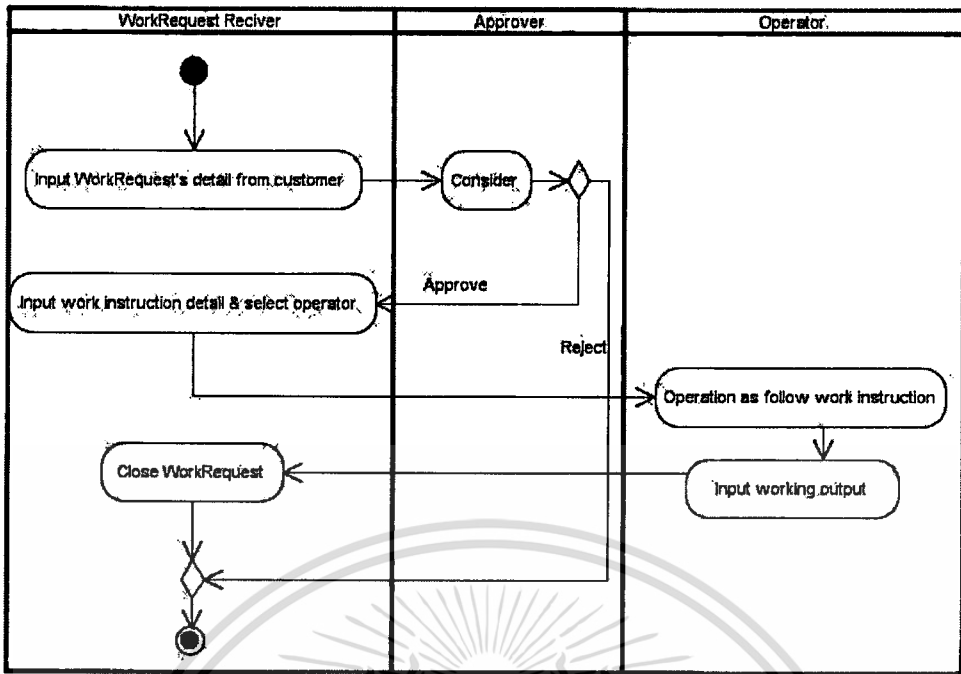 WorkRequest Reciver
Approver
Operator.
Input WorkRequest's detail from customer
Consider
Input work instruction detail & select operator.
Approve
Reject
Operation as follow work instruction
Close WorkRequest
Input working output